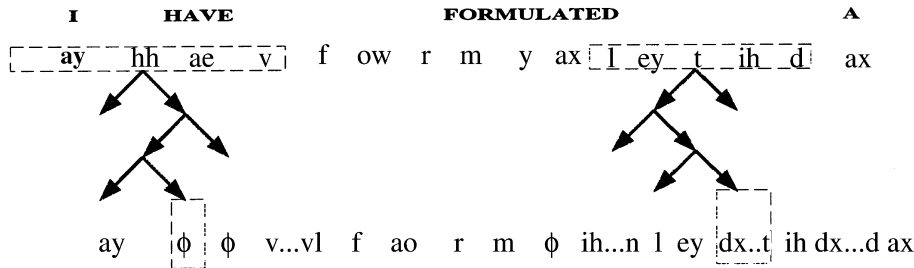 I HAVE FORMULATED A
ay hh ae v f ow r m y ax l ey t ih d ax
ay ϕ ϕ v...vl f ao r m ϕ ih...n l ey dx..t ih dx...d ax